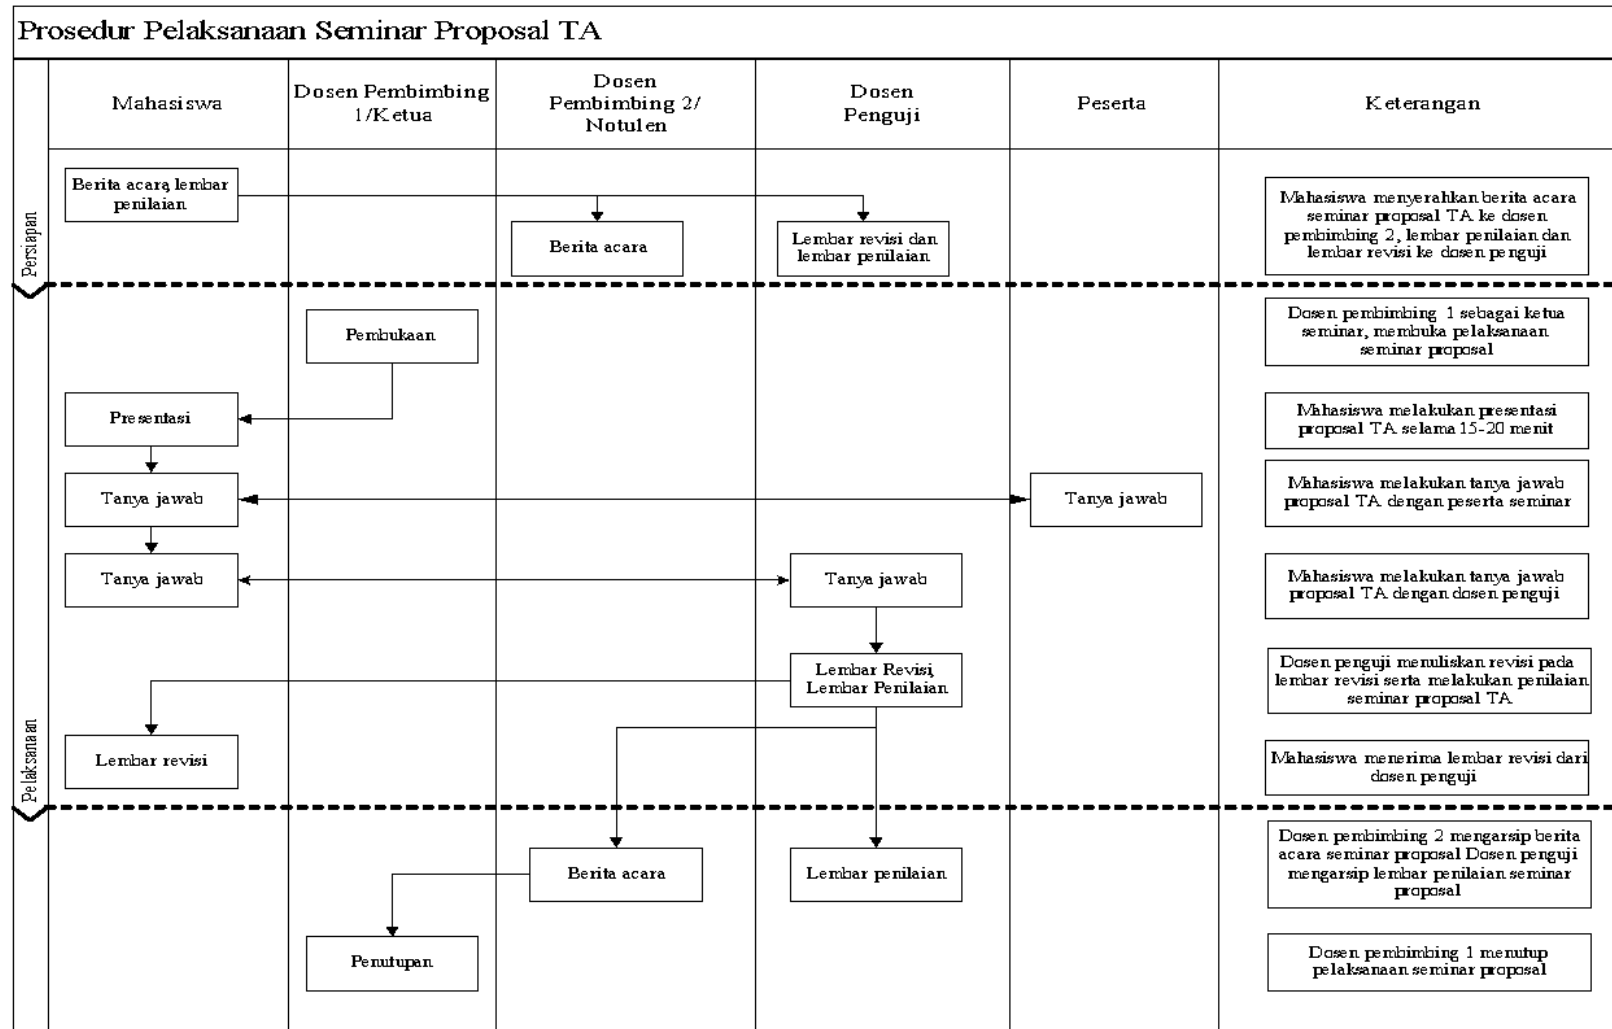 Prosedur Pelaksanaan Seminar Proposal TA
Mahasiswa
Dosen Pembimbing
1/Ketua
Dosen
Pembimbing 2/
Notulen
Dosen
Penguji
Peserta
Keterangan
Persiapan
Berita acara, lembar
penilaian
Berita acara
Lembar revisi dan
lembar penilaian
Mahasiswa menyerahkan berita acara
seminar proposal TA ke dosen
pembimbing 2, lembar penilaian dan
lembar revisi ke dosen penguji
Pelaksanaan
Pembukaan
Dosen pembimbing 1 sebagai ketua
seminar, membuka pelaksanaan
seminar proposal
Presentasi
Mahasiswa melakukan presentasi
proposal TA selama 15-20 menit
Tanya jawab
Tanya jawab
Mahasiswa melakukan tanya jawab
proposal TA dengan peserta seminar
Tanya jawab
Tanya jawab
Mahasiswa melakukan tanya jawab
proposal TA dengan dosen penguji
Lembar Revisi,
Lembar Penilaian
Dosen penguji menuliskan revisi pada
lembar revisi serta melakukan penilaian
seminar proposal TA
Lembar revisi
Mahasiswa menerima lembar revisi dari
dosen penguji
Berita acara
Lembar penilaian
Dosen pembimbing 2 mengarsip berita
acara seminar proposal Dosen penguji
mengarsip lembar penilaian seminar
proposal
Penutupan
Dosen pembimbing 1 menutup
pelaksanaan seminar proposal